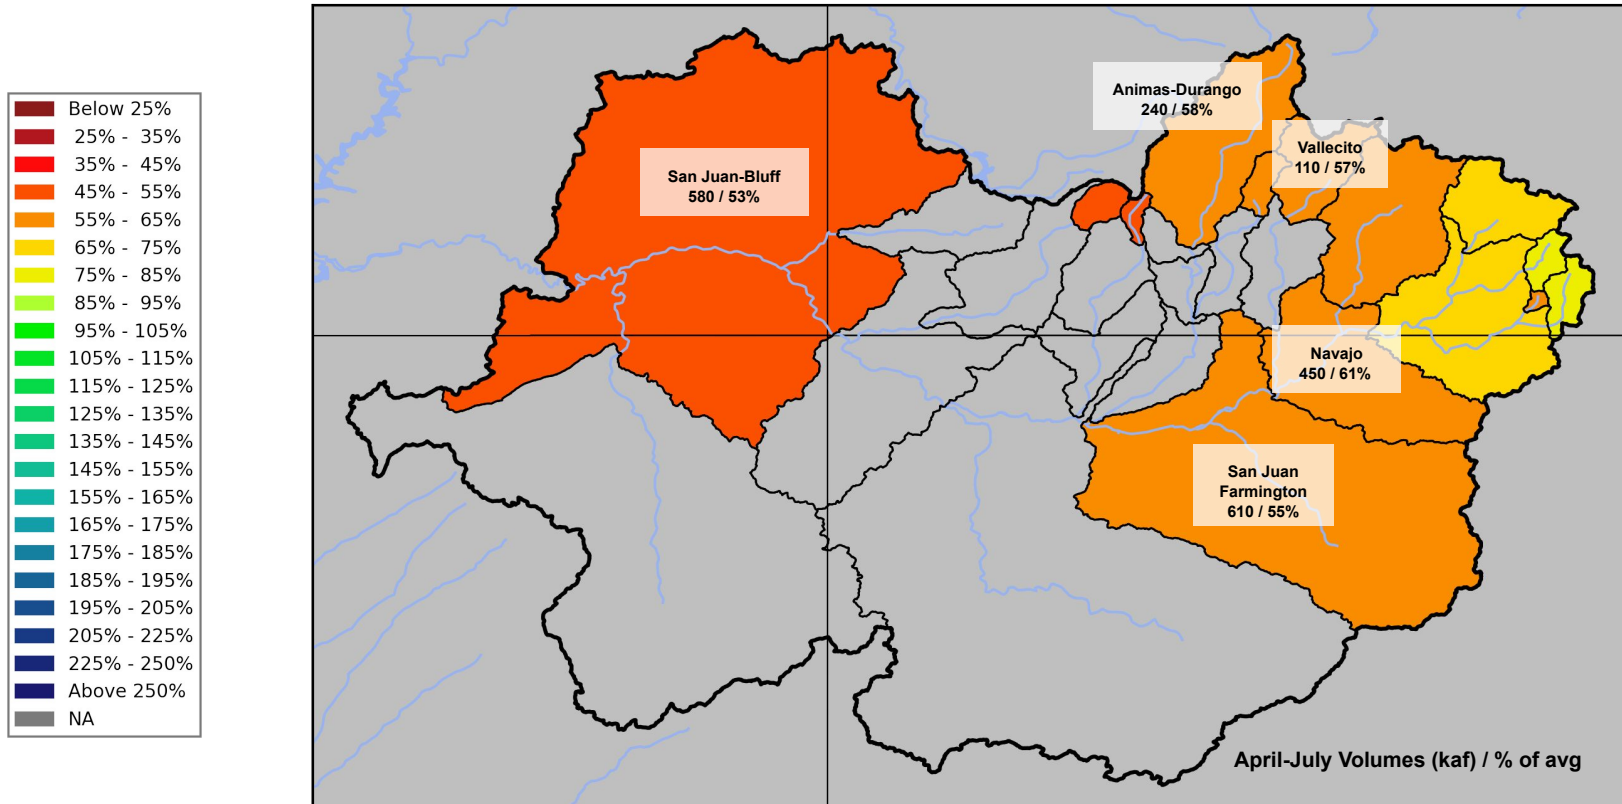 Below 25%
25% - 35%
35% - 45%
45% - 55%
55% - 65%
65% - 75%
75% - 85%
85% - 95%
95% - 105%
105% - 115%
115% - 125%
125% - 135%
135% - 145%
145% - 155%
155% - 165%
165% - 175%
175% - 185%
185% - 195%
195% - 205%
205% - 225%
225% - 250%
Above 250%
NA
Animas-Durango
240 / 58%
Vallecito
110 / 57%
San Juan-Bluff
580 / 53%
Navajo
450 / 61%
San Juan
Farmington
610 / 55%
April-July Volumes (kaf) / % of avg